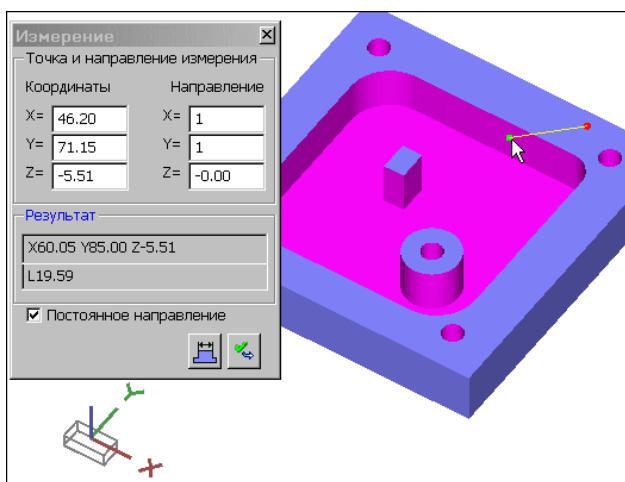 Измерение
Точка и направление измерения
Координаты Направление
X= 46.20 X= 1
Y= 71.15 Y= 1
Z= -5.51 Z= -0.00
Результат
X60.05 Y85.00 Z-5.51
L19.59
Постоянное направление
Y
X